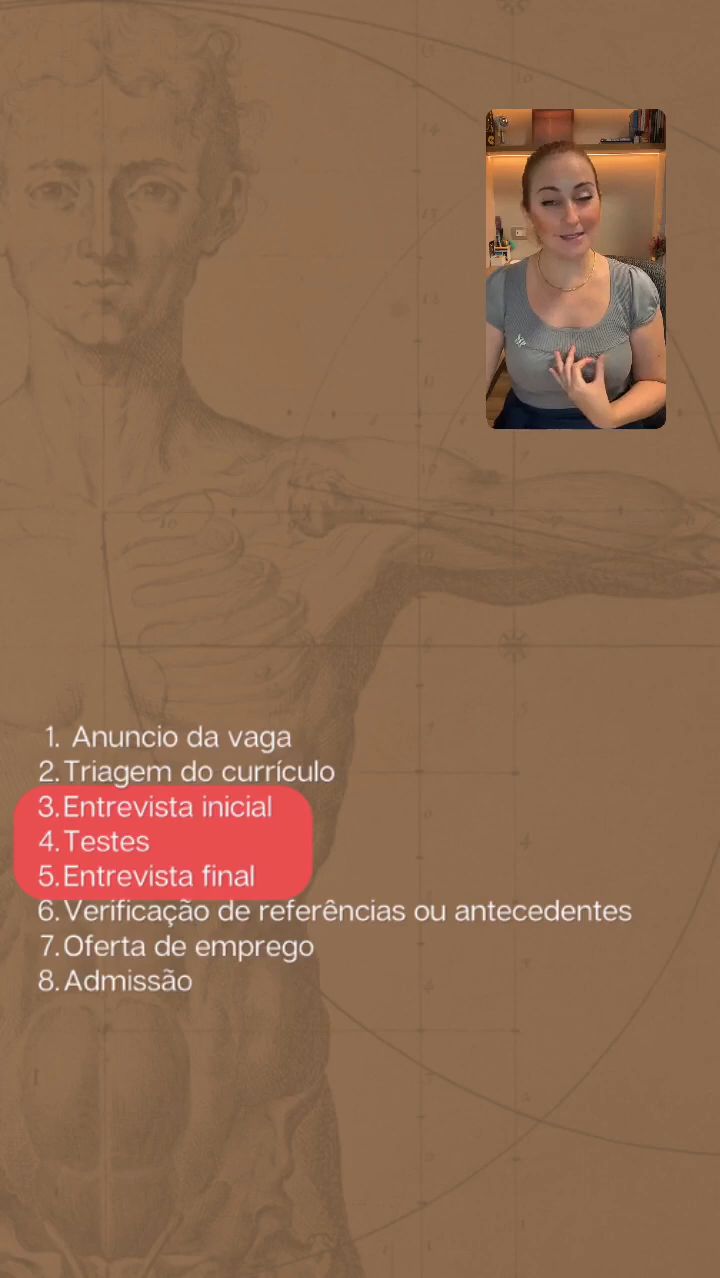 1. Anuncio da vaga
2. Triagem do currículo
3. Entrevista inicial
4. Testes
5. Entrevista final
6. Verificação de referências ou antecedentes
7. Oferta de emprego
8. Admissão